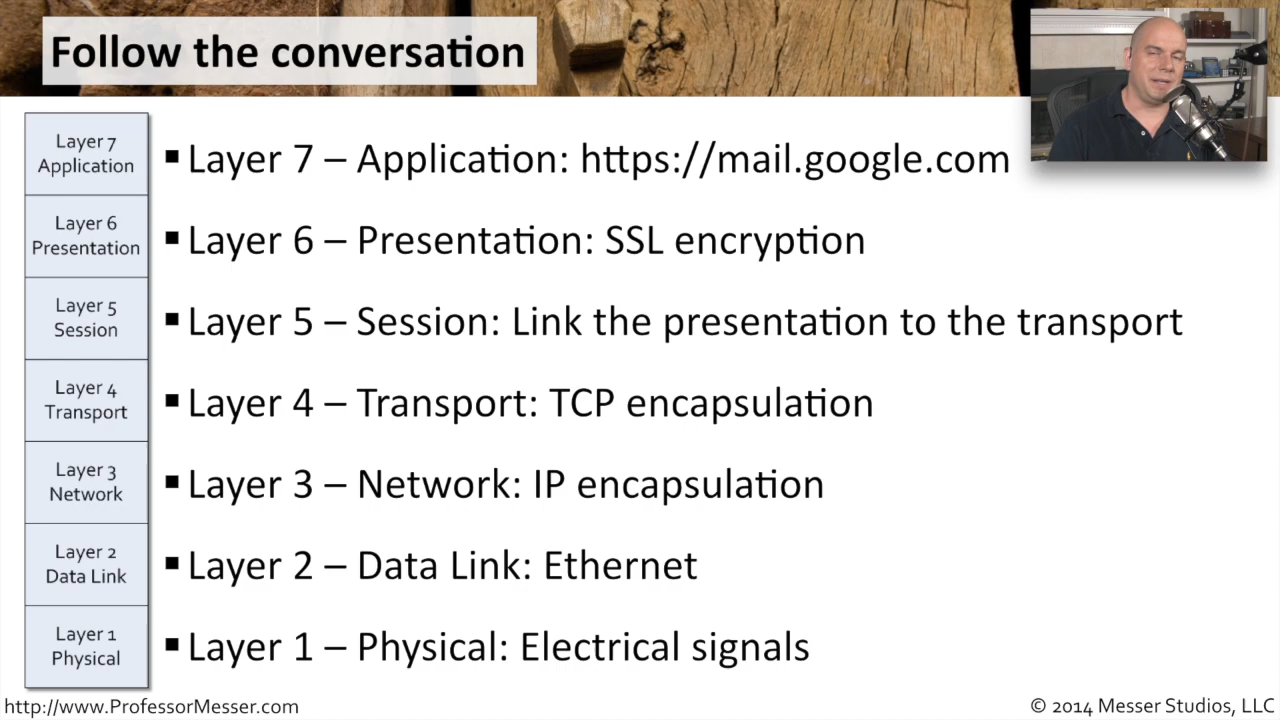 Follow the conversation
Layer 7
Application
▪ Layer 7 – Application: https://mail.google.com
Layer 6
Presentation
▪ Layer 6 – Presentation: SSL encryption
Layer 5
Session
▪ Layer 5 – Session: Link the presentation to the transport
Layer 4
Transport
▪ Layer 4 – Transport: TCP encapsulation
Layer 3
Network
▪ Layer 3 – Network: IP encapsulation
Layer 2
Data Link
▪ Layer 2 – Data Link: Ethernet
Layer 1
Physical
▪ Layer 1 – Physical: Electrical signals
http://www.ProfessorMesser.com
© 2014 Messer Studios, LLC